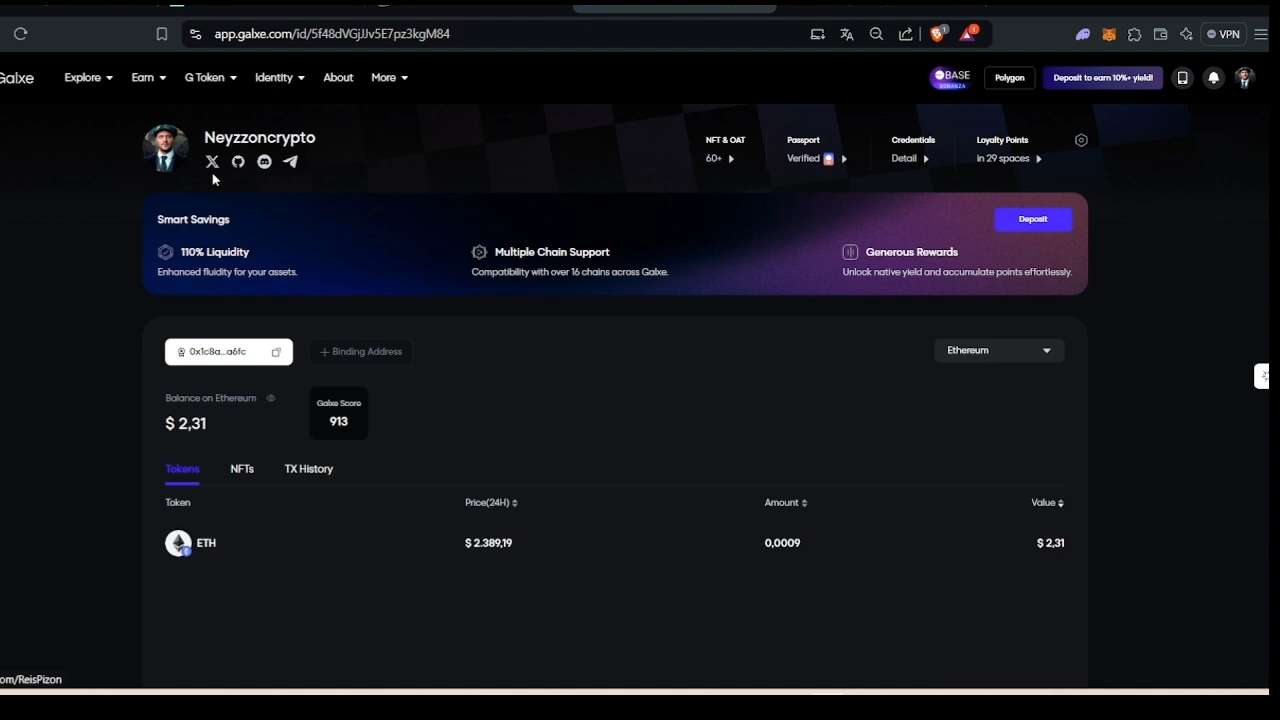 app.galxe.com/id/5f48dVGjJJv5E7pz3kgM84
1
1
VPN
Galxe
Explore
Earn
G Token
Identity
About
More
BASE
BONANZA
Polygon
Deposit to earn 10%+ yield!
Neyzzoncrypto
NFT & OAT
60+
Passport
Verified
Credentials
Detail
Loyalty Points
in 29 spaces
Smart Savings
Deposit
110% Liquidity
Enhanced fluidity for your assets.
Multiple Chain Support
Compatibility with over 16 chains across Galxe.
Generous Rewards
Unlock native yield and accumulate points effortlessly.
0x1c8a...a6fc
+ Binding Address
Ethereum
Balance on Ethereum
$ 2,31
Galxe Score
913
Tokens
NFTs
TX History
Token
Price(24H)
Amount
Value
ETH
$ 2.389,19
0,0009
$ 2,31
om/ReisPizon